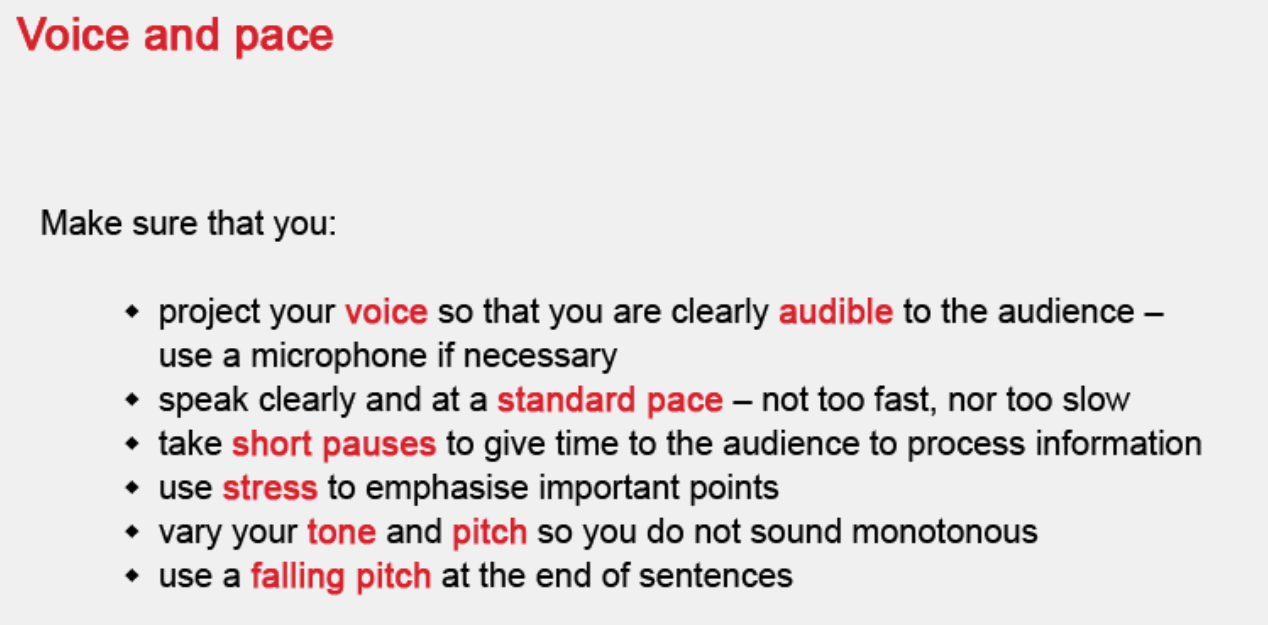 Voice and pace
Make sure that you:
◆ project your voice so that you are clearly audible to the audience –
use a microphone if necessary
◆ speak clearly and at a standard pace – not too fast, nor too slow
◆ take short pauses to give time to the audience to process information
◆ use stress to emphasise important points
◆ vary your tone and pitch so you do not sound monotonous
◆ use a falling pitch at the end of sentences